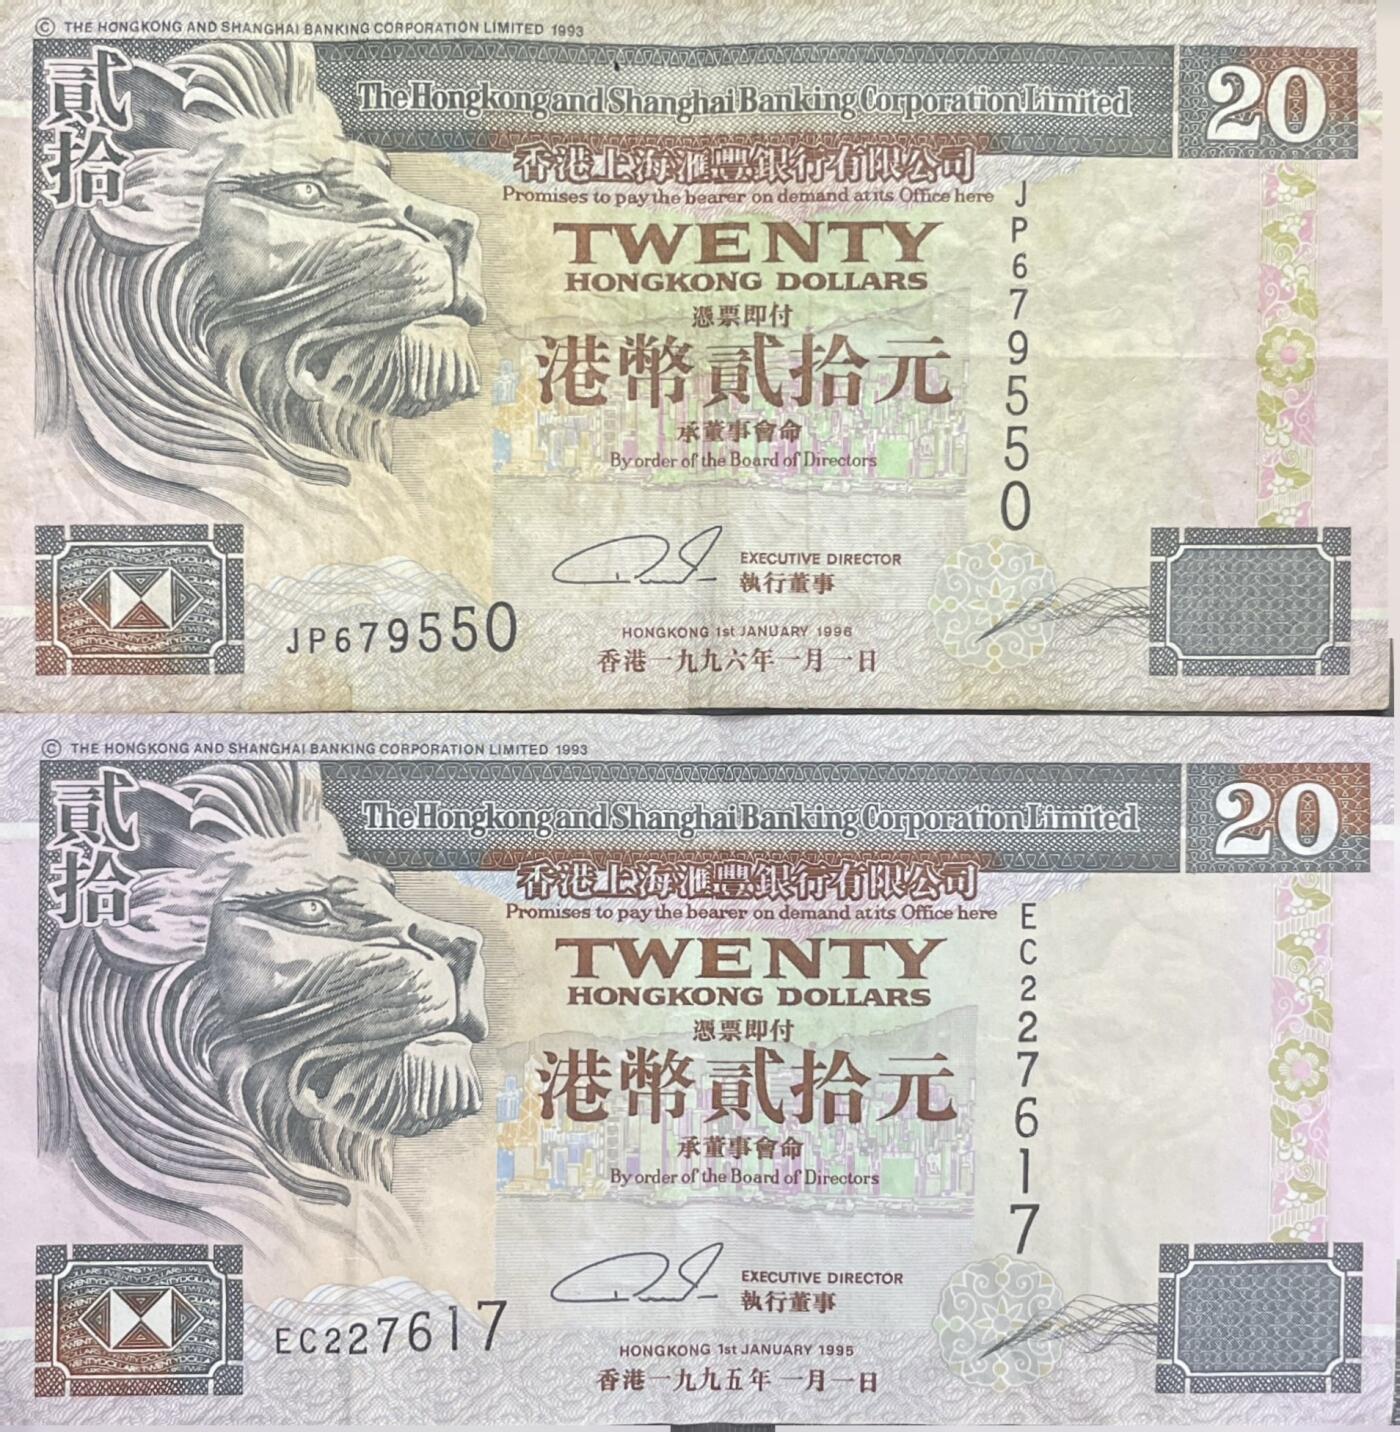 © THE HONGKONG AND SHANGHAI BANKING CORPORATION LIMITED 1993
貳拾
The Hongkong and Shanghai Banking Corporation Limited
20
香港上海滙豐銀行有限公司
Promises to pay the bearer on demand at its Office here
TWENTY
HONGKONG DOLLARS
憑票即付
港幣貳拾元
承董事會命
By order of the Board of Directors
JP679550
EXECUTIVE DIRECTOR
執行董事
JP679550
HONGKONG 1st JANUARY 1996
香港一九九六年一月一日
© THE HONGKONG AND SHANGHAI BANKING CORPORATION LIMITED 1993
貳拾
The Hongkong and Shanghai Banking Corporation Limited
20
香港上海滙豐銀行有限公司
Promises to pay the bearer on demand at its Office here
TWENTY
HONGKONG DOLLARS
憑票即付
港幣貳拾元
承董事會命
By order of the Board of Directors
EC227617
EXECUTIVE DIRECTOR
執行董事
EC227617
HONGKONG 1st JANUARY 1995
香港一九九五年一月一日